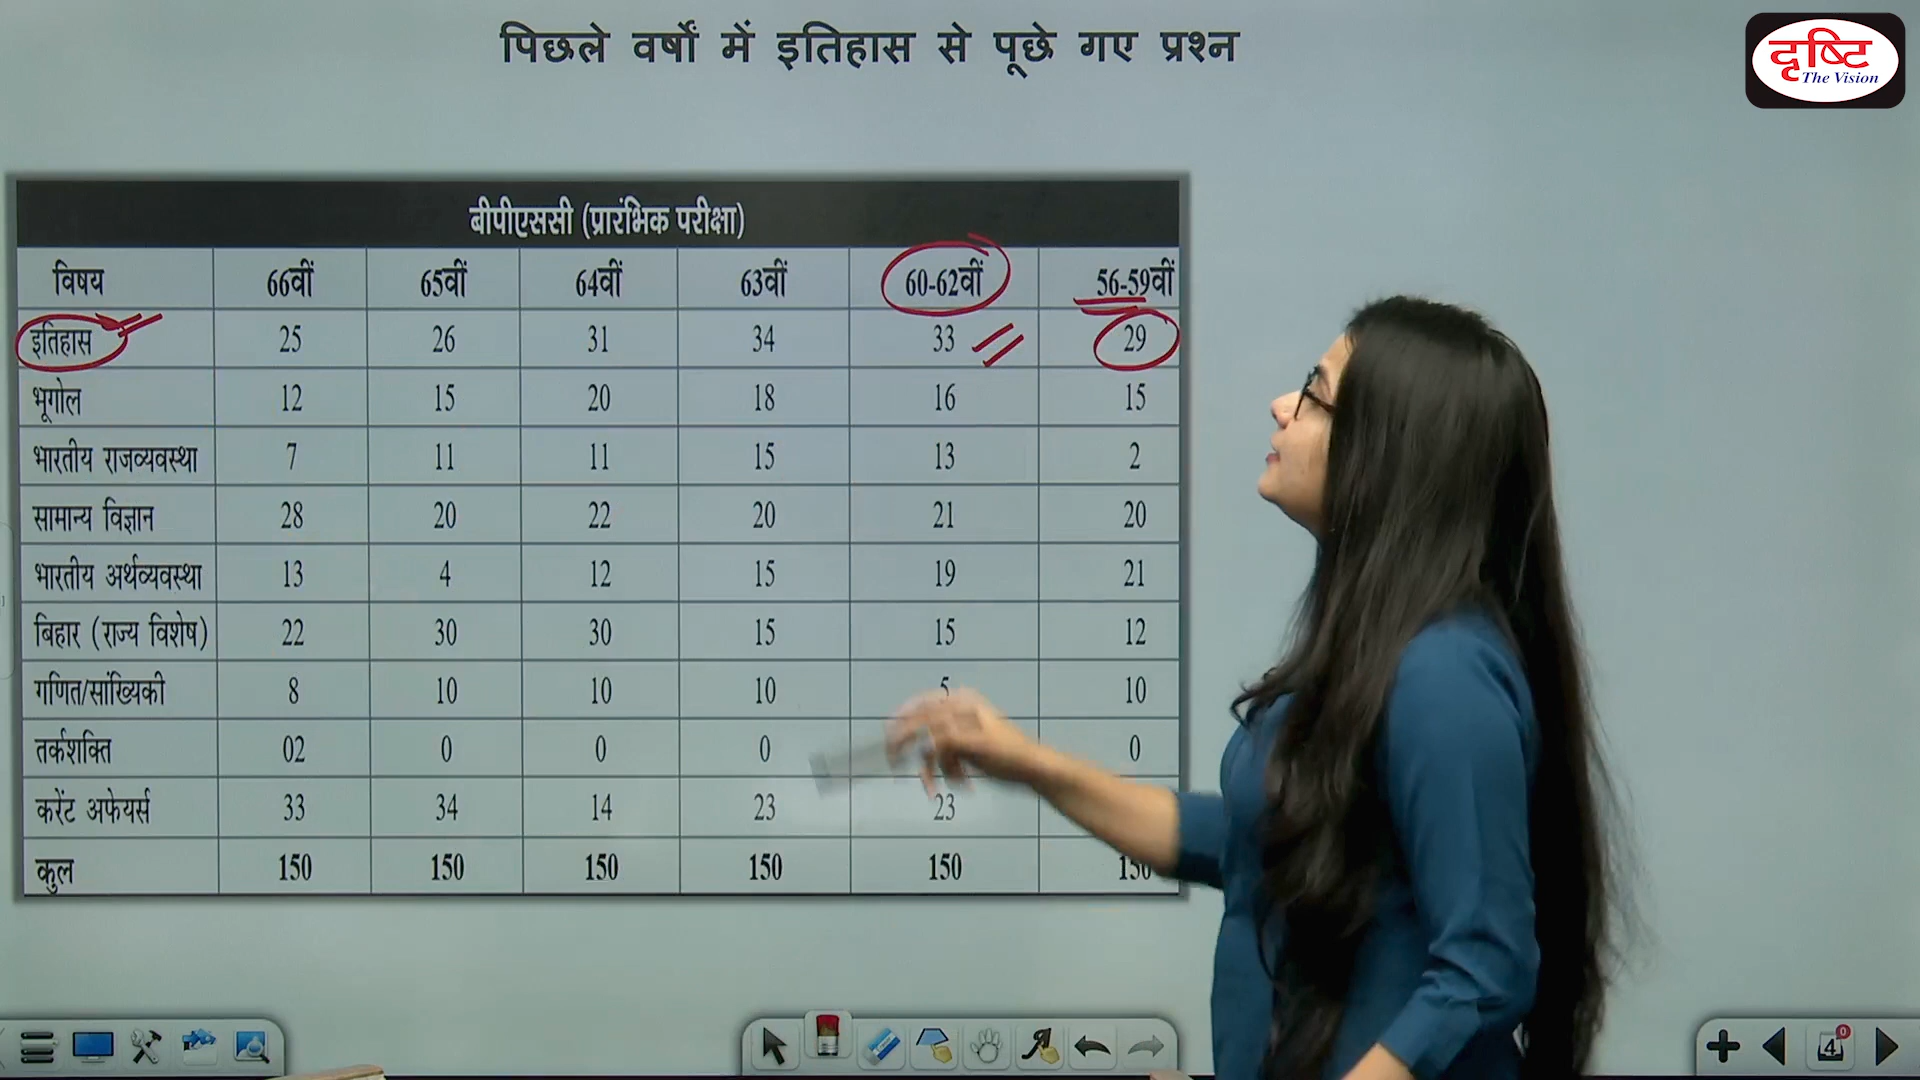 पिछले वर्षों में इतिहास से पूछे गए प्रश्न
दृष्टि
The Vision
बीपीएससी (प्रारंभिक परीक्षा)
विषय 66वीं 65वीं 64वीं 63वीं 60-62वीं 56-59वीं
इतिहास 25 26 31 34 33 29
भूगोल 12 15 20 18 16 15
भारतीय राजव्यवस्था 7 11 11 15 13 2
सामान्य विज्ञान 28 20 22 20 21 20
भारतीय अर्थव्यवस्था 13 4 12 15 19 21
बिहार (राज्य विशेष) 22 30 30 15 15 12
गणित/सांख्यिकी 8 10 10 10 5 10
तर्कशक्ति 02 0 0 0 0
करेंट अफेयर्स 33 34 14 23 23
कुल 150 150 150 150 150 150
4
0